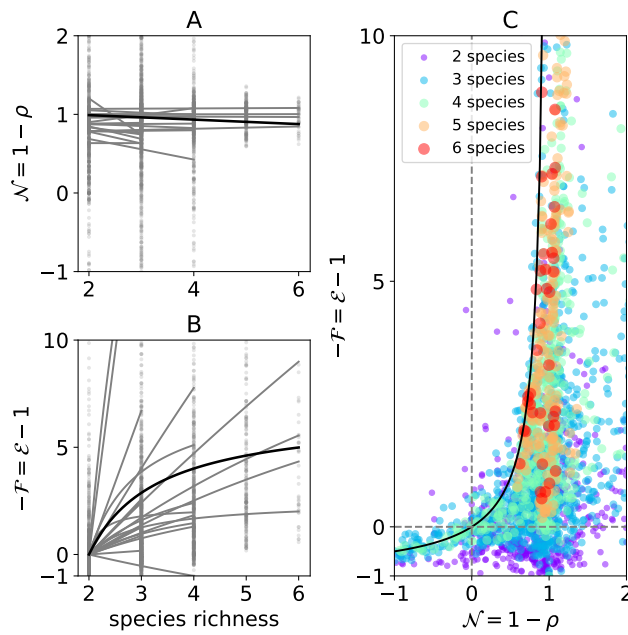 A
2
1
0
−1
𝒩 = 1 − ρ
2
4
6
B
10
5
0
−1
−ℱ = ℰ − 1
2
3
4
5
6
species richness
C
10
5
0
−1
−ℱ = ℰ − 1
2 species
3 species
4 species
5 species
6 species
−1
0
1
2
𝒩 = 1 − ρ